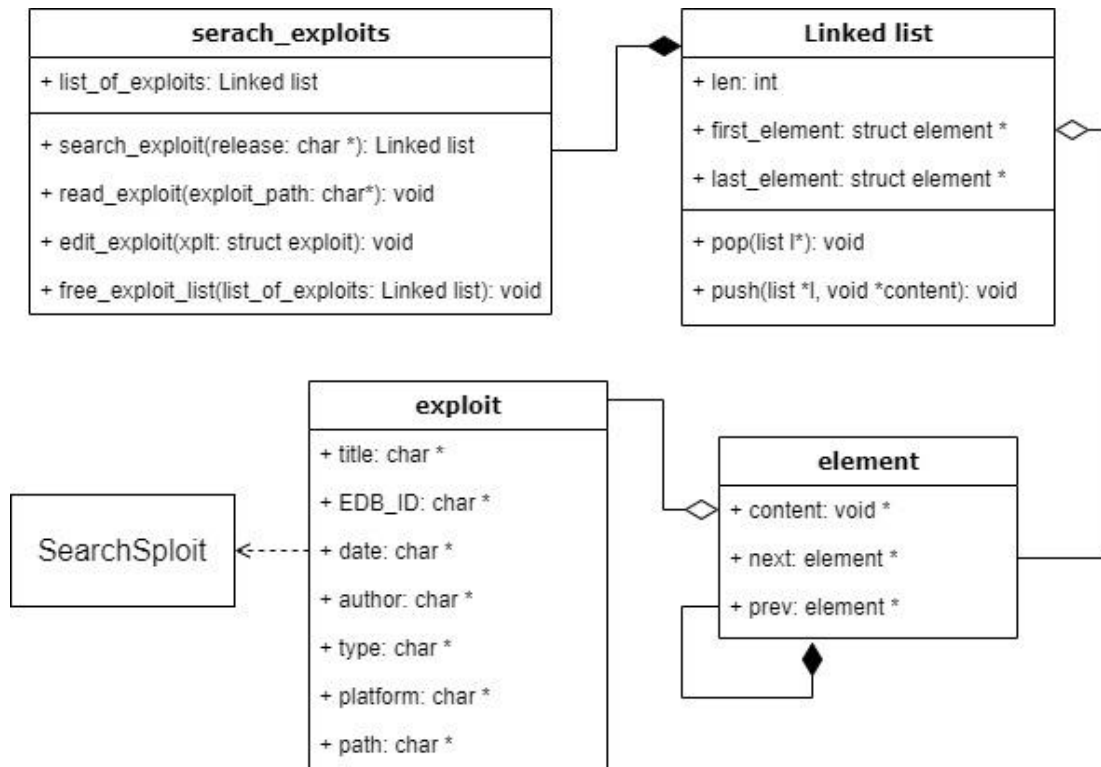 serach_exploits
+ list_of_exploits: Linked list
+ search_exploit(release: char *): Linked list
+ read_exploit(exploit_path: char*): void
+ edit_exploit(xplt: struct exploit): void
+ free_exploit_list(list_of_exploits: Linked list): void
Linked list
+ len: int
+ first_element: struct element *
+ last_element: struct element *
+ pop(list l*): void
+ push(list *l, void *content): void
exploit
+ title: char *
+ EDB_ID: char *
+ date: char *
+ author: char *
+ type: char *
+ platform: char *
+ path: char *
SearchSploit
element
+ content: void *
+ next: element *
+ prev: element *